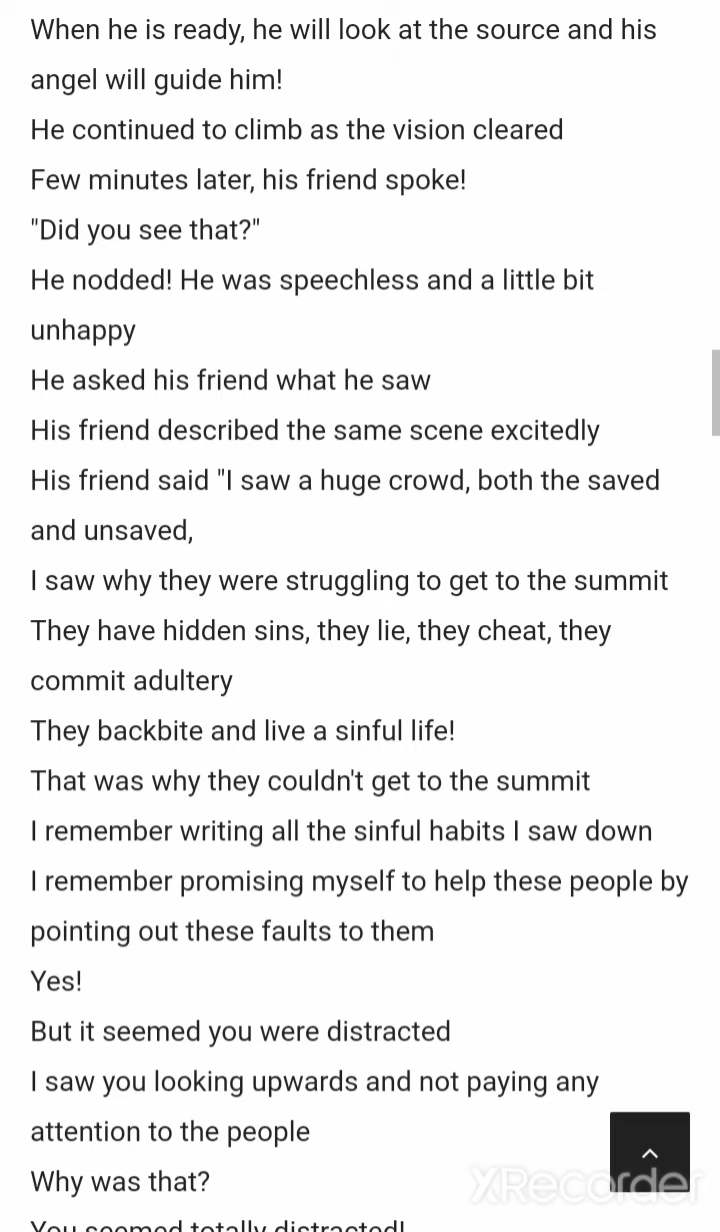 When he is ready, he will look at the source and his
angel will guide him!
He continued to climb as the vision cleared
Few minutes later, his friend spoke!
"Did you see that?"
He nodded! He was speechless and a little bit
unhappy
He asked his friend what he saw
His friend described the same scene excitedly
His friend said "I saw a huge crowd, both the saved
and unsaved,
I saw why they were struggling to get to the summit
They have hidden sins, they lie, they cheat, they
commit adultery
They backbite and live a sinful life!
That was why they couldn't get to the summit
I remember writing all the sinful habits I saw down
I remember promising myself to help these people by
pointing out these faults to them
Yes!
But it seemed you were distracted
I saw you looking upwards and not paying any
attention to the people
Why was that?
XRecorder
You seemed totally distracted!